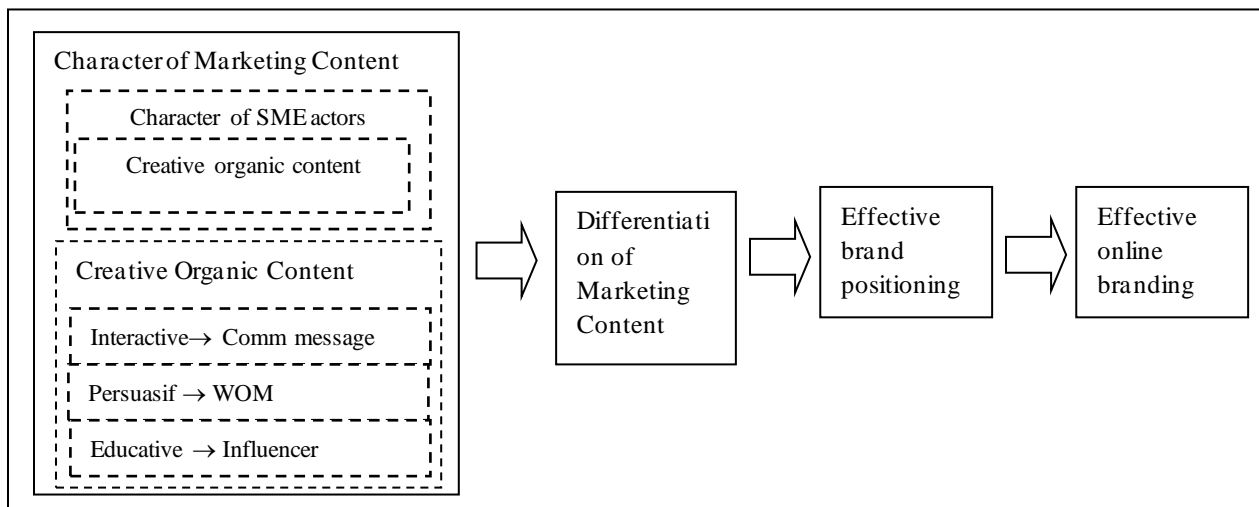 Character of Marketing Content
Character of SME actors
Creative organic content
Creative Organic Content
Interactive→ Comm message
Persuasif → WOM
Educative → Influencer
Differentiati
on of
Marketing
Content
Effective
brand
positioning
Effective
online
branding